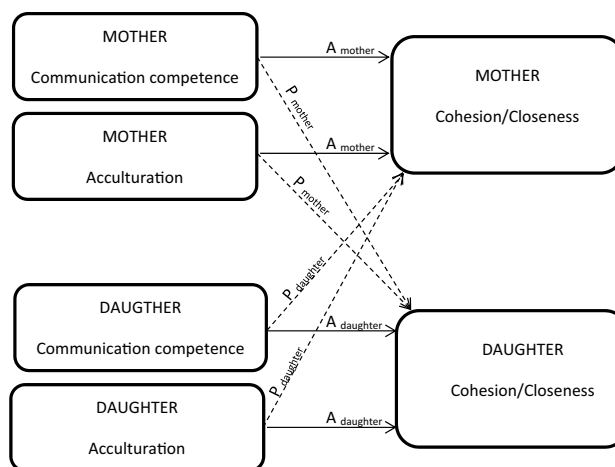 MOTHER
Communication competence
A mother
MOTHER
Cohesion/Closeness
P mother
MOTHER
Acculturation
A mother
P mother
P daughter
DAUGTHER
Communication competence
A daughter
DAUGHTER
Cohesion/Closeness
P daughter
DAUGHTER
Acculturation
A daughter